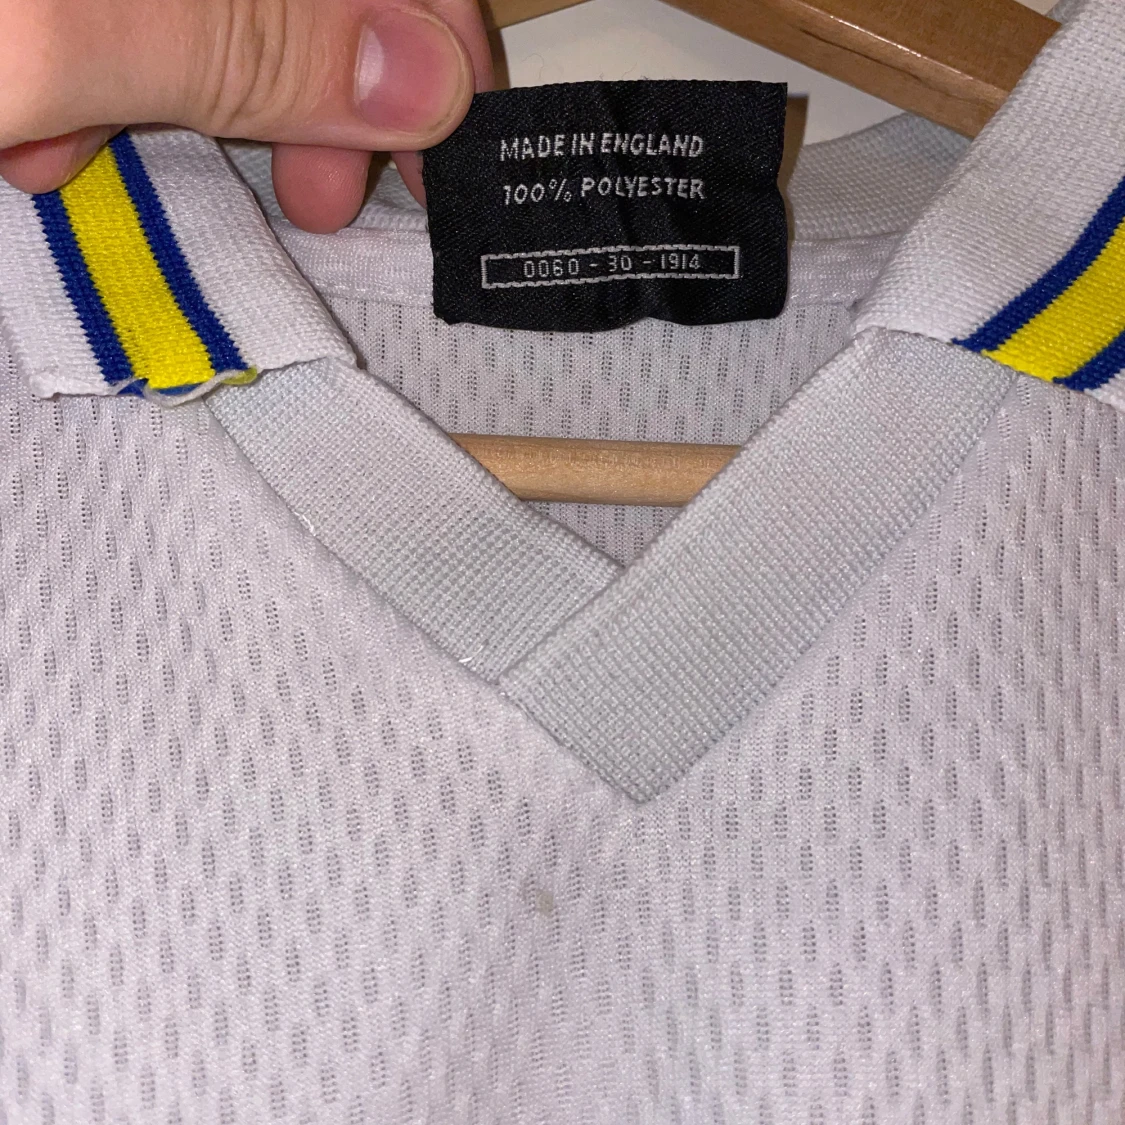 MADE IN ENGLAND
100% POLYESTER
0060 - 30 - 1914